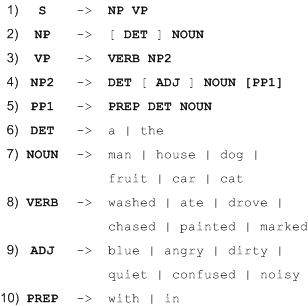 1) S -> NP VP
2) NP -> [ DET ] NOUN
3) VP -> VERB NP2
4) NP2 -> DET [ ADJ ] NOUN [PP1]
5) PP1 -> PREP DET NOUN
6) DET -> a | the
7) NOUN -> man | house | dog |
fruit | car | cat
8) VERB -> washed | ate | drove |
chased | painted | marked
9) ADJ -> blue | angry | dirty |
quiet | confused | noisy
10) PREP -> with | in